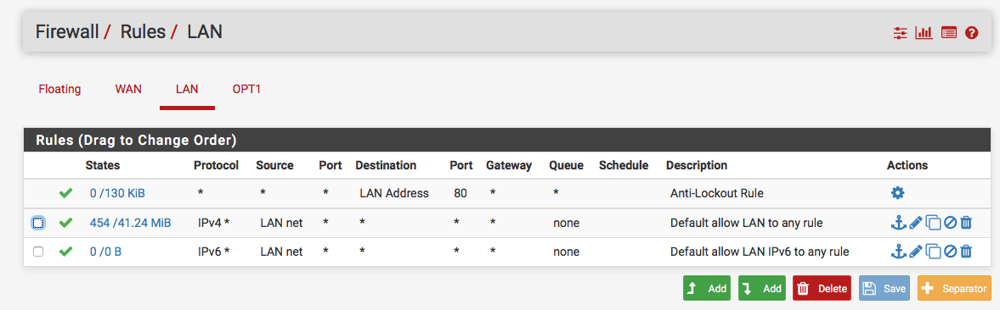 Firewall / Rules / LAN
Floating WAN LAN OPT1
Rules (Drag to Change Order)
States Protocol Source Port Destination Port Gateway Queue Schedule Description Actions
0 /130 KiB * * * LAN Address 80 * * Anti-Lockout Rule
454 /41.24 MiB IPv4 * LAN net * * * * none Default allow LAN to any rule
0 /0 B IPv6 * LAN net * * * * none Default allow LAN IPv6 to any rule
Add Add Delete Save Separator